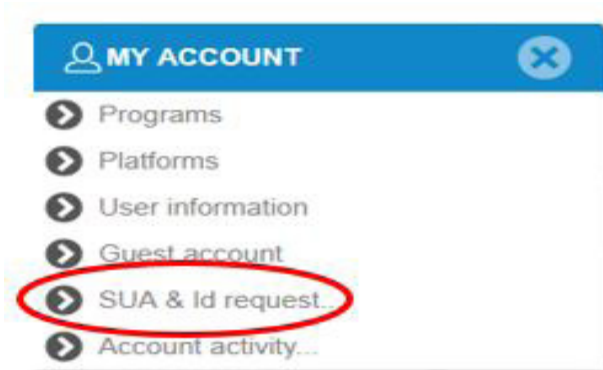 MY ACCOUNT
Programs
Platforms
User information
Guest account
SUA & Id request..
Account activity...